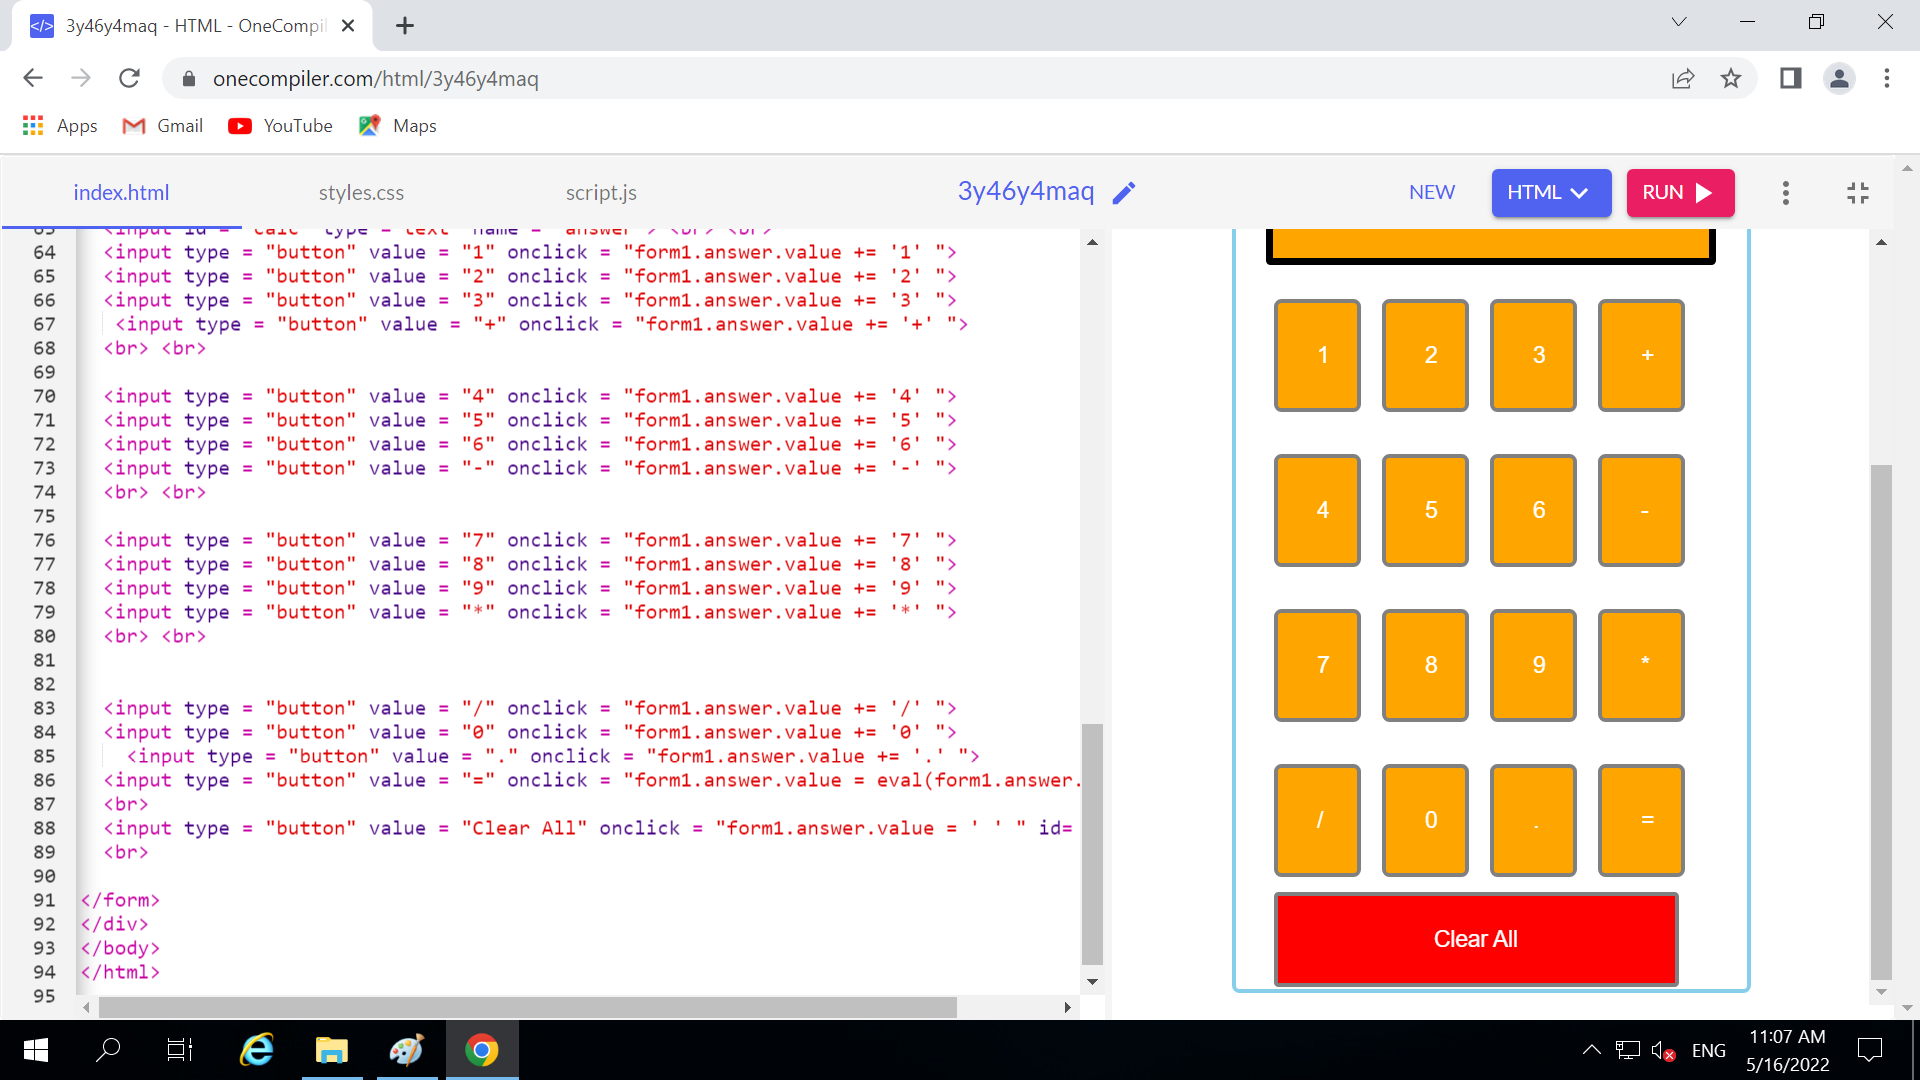 3y46y4maq - HTML - OneCompil
onecompiler.com/html/3y46y4maq
Apps
Gmail
YouTube
Maps
index.html
styles.css
script.js
3y46y4maq
NEW
HTML
RUN
64 <input type = "button" value = "1" onclick = "form1.answer.value += '1' ">
65 <input type = "button" value = "2" onclick = "form1.answer.value += '2' ">
66 <input type = "button" value = "3" onclick = "form1.answer.value += '3' ">
67 <input type = "button" value = "+" onclick = "form1.answer.value += '+' ">
68 <br> <br>
69
70 <input type = "button" value = "4" onclick = "form1.answer.value += '4' ">
71 <input type = "button" value = "5" onclick = "form1.answer.value += '5' ">
72 <input type = "button" value = "6" onclick = "form1.answer.value += '6' ">
73 <input type = "button" value = "-" onclick = "form1.answer.value += '-' ">
74 <br> <br>
75
76 <input type = "button" value = "7" onclick = "form1.answer.value += '7' ">
77 <input type = "button" value = "8" onclick = "form1.answer.value += '8' ">
78 <input type = "button" value = "9" onclick = "form1.answer.value += '9' ">
79 <input type = "button" value = "*" onclick = "form1.answer.value += '*' ">
80 <br> <br>
81
82
83 <input type = "button" value = "/" onclick = "form1.answer.value += '/' ">
84 <input type = "button" value = "0" onclick = "form1.answer.value += '0' ">
85 <input type = "button" value = "." onclick = "form1.answer.value += '.' ">
86 <input type = "button" value = "=" onclick = "form1.answer.value = eval(form1.answer.
87 <br>
88 <input type = "button" value = "Clear All" onclick = "form1.answer.value = ' ' " id=
89 <br>
90
91 </form>
92 </div>
93 </body>
94 </html>
95
1 2 3 +
4 5 6 -
7 8 9 *
/ 0 . =
Clear All
ENG
11:07 AM
5/16/2022